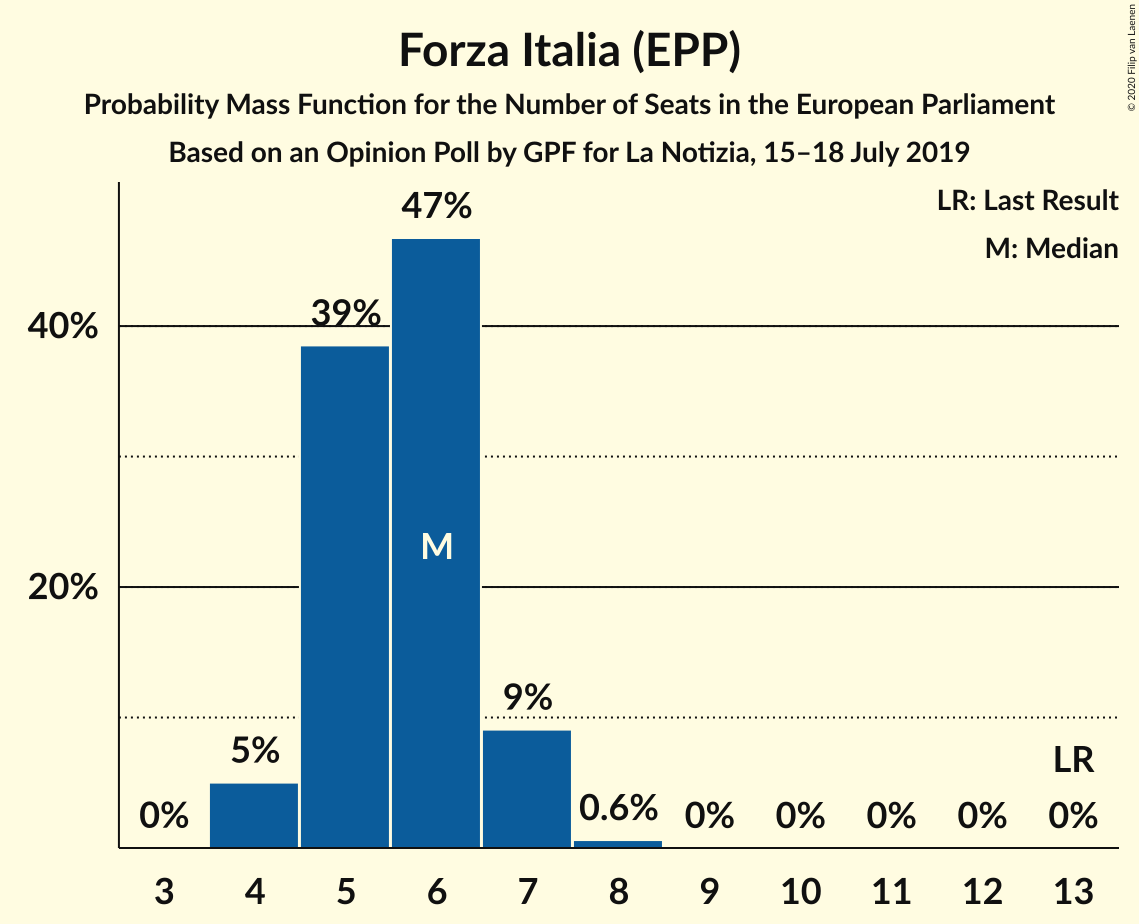 Forza Italia (EPP)
Probability Mass Function for the Number of Seats in the European Parliament
Based on an Opinion Poll by GPF for La Notizia, 15–18 July 2019
© 2020 Filip van Laenen
LR: Last Result
M: Median
47%
39%
40%
M
20%
9%
5%
LR
0%
0.6%
0%
0%
0%
0%
0%
3 4 5 6 7 8 9 10 11 12 13